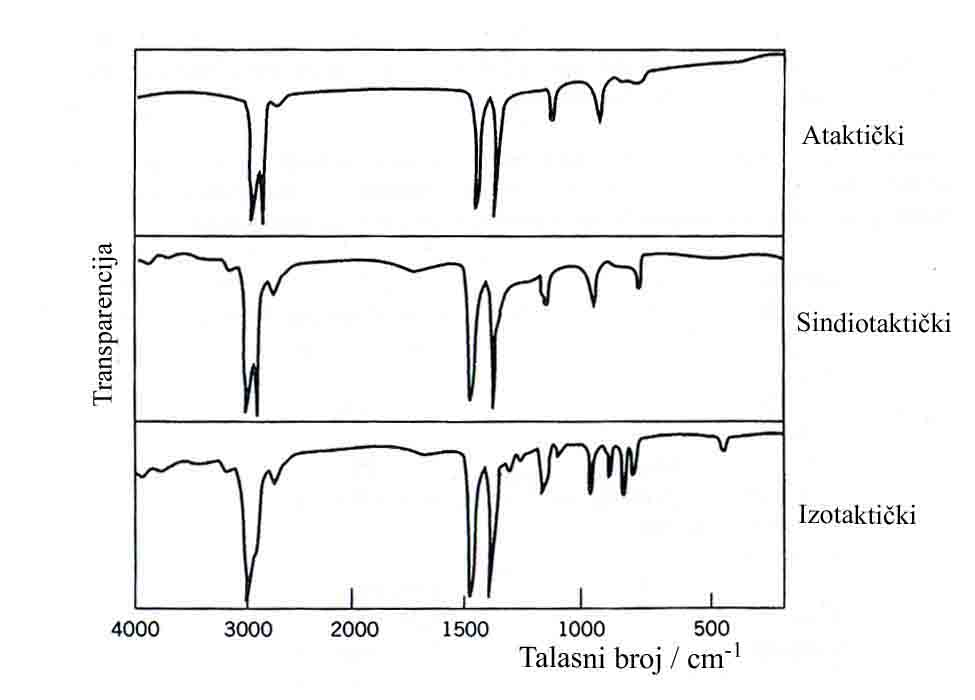 Ataktički
Sindiotaktički
Izotaktički
Transparencija
4000 3000 2000 1500 1000 500
Talasni broj / cm-1